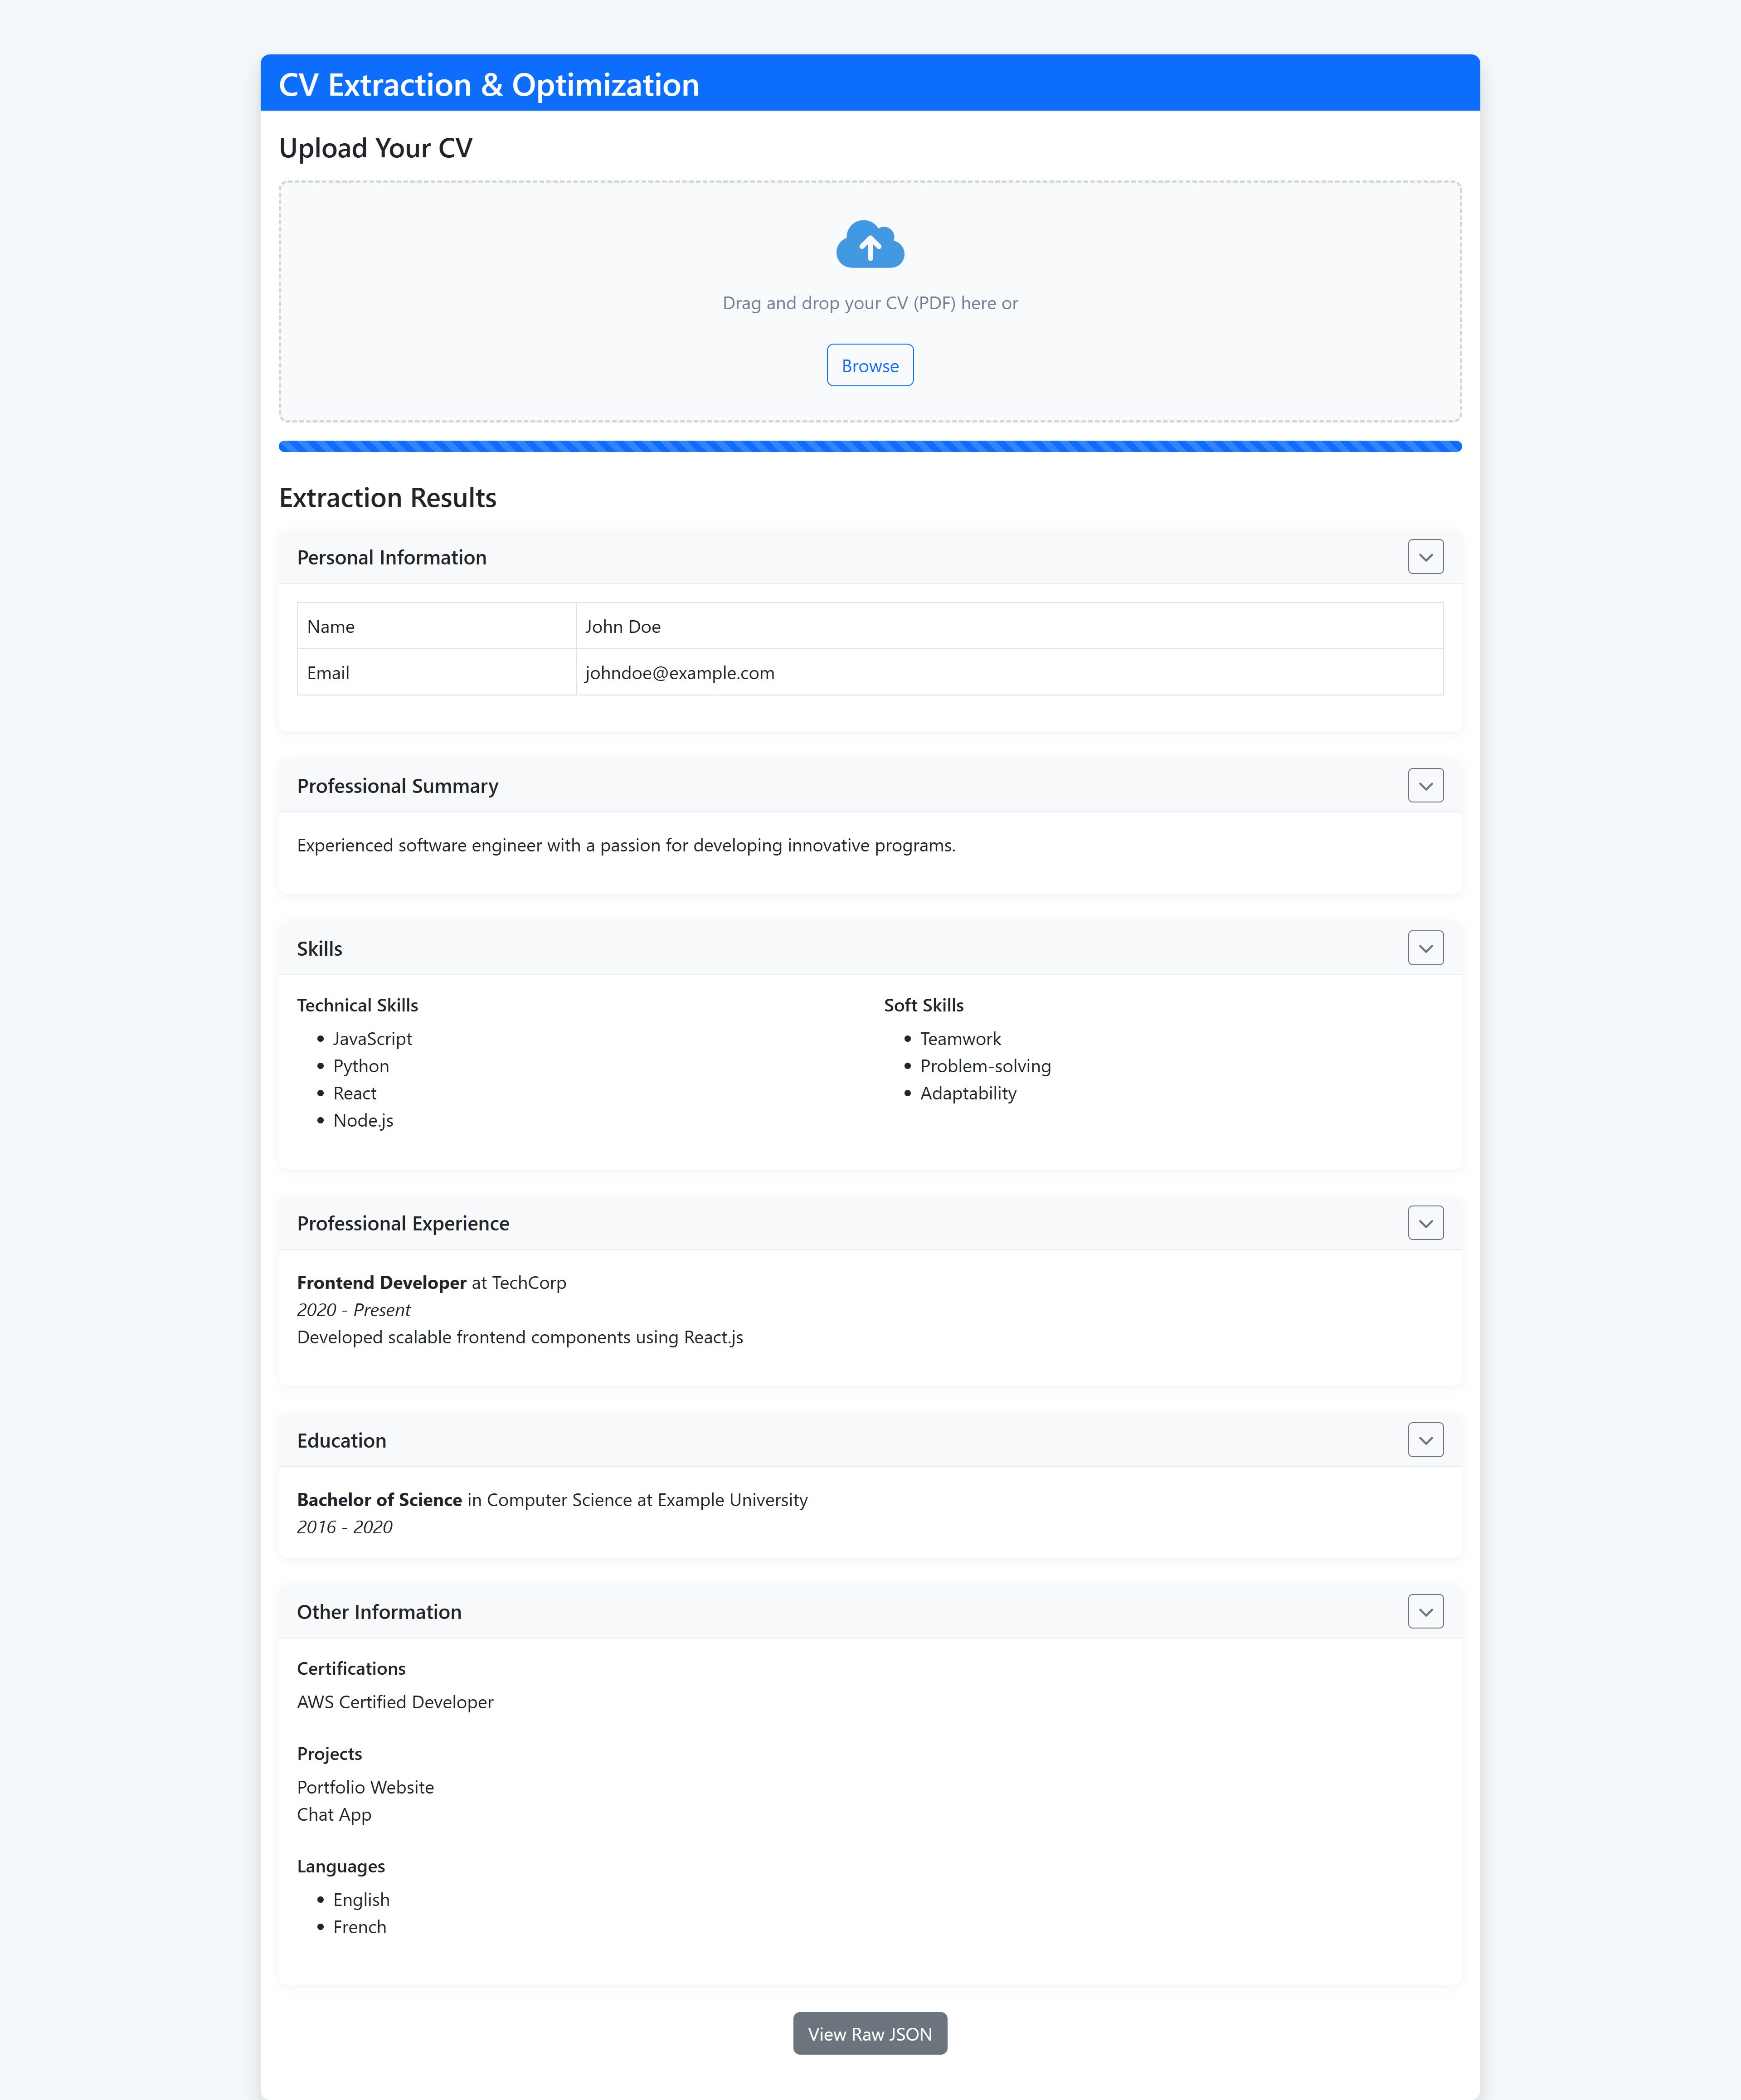 CV Extraction & Optimization
Upload Your CV
Drag and drop your CV (PDF) here or
Browse
Extraction Results
Personal Information
Name John Doe
Email johndoe@example.com
Professional Summary
Experienced software engineer with a passion for developing innovative programs.
Skills
Technical Skills
JavaScript
Python
React
Node.js
Soft Skills
Teamwork
Problem-solving
Adaptability
Professional Experience
Frontend Developer at TechCorp
2020 - Present
Developed scalable frontend components using React.js
Education
Bachelor of Science in Computer Science at Example University
2016 - 2020
Other Information
Certifications
AWS Certified Developer
Projects
Portfolio Website
Chat App
Languages
English
French
View Raw JSON